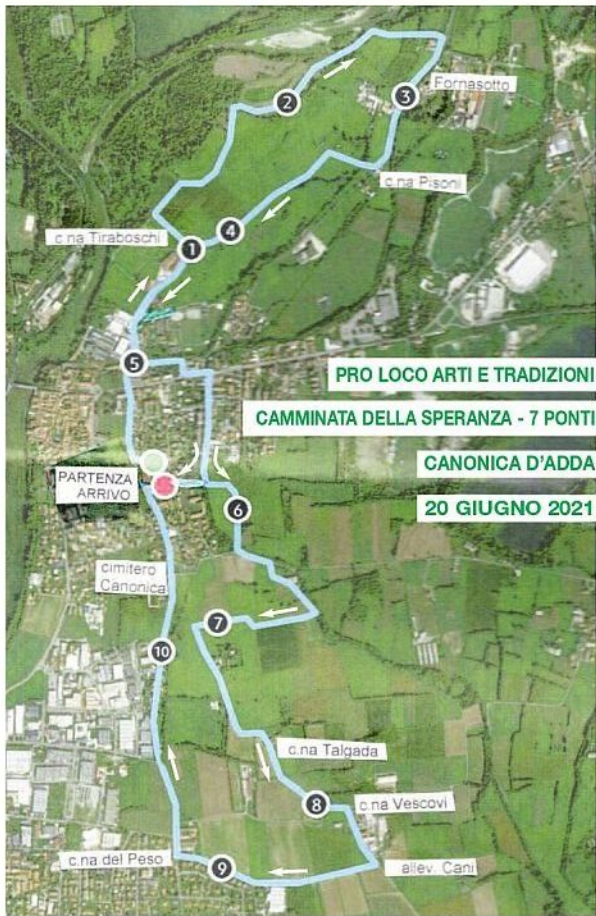 2
3
Fornasotto
c.na Pisoni
c.na Tiraboschi
1
4
5
PRO LOCO ARTI E TRADIZIONI
CAMMINATA DELLA SPERANZA - 7 PONTI
CANONICA D'ADDA
20 GIUGNO 2021
PARTENZA
ARRIVO
6
cimitero
Canonica
7
10
c.na Talgada
8
c.na Vescovi
c.na del Peso
9
allev. Cani